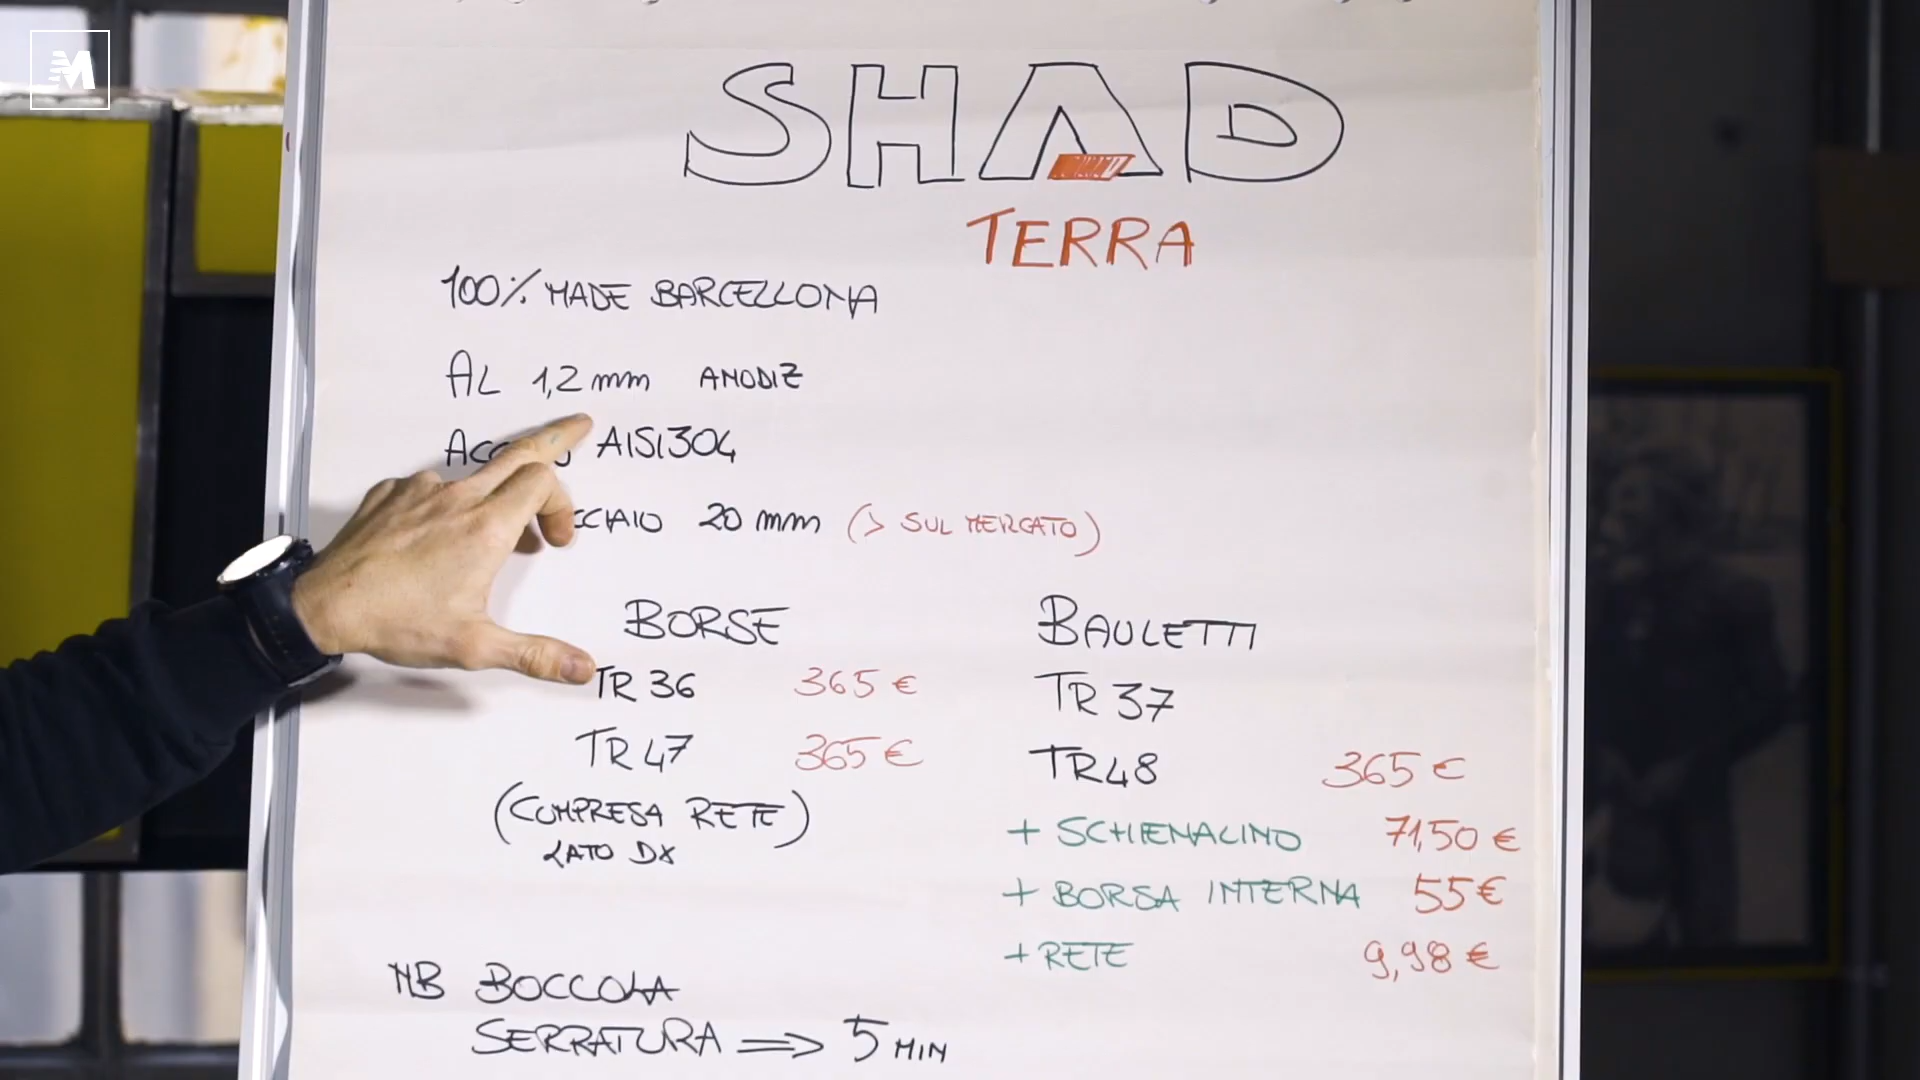 M
SHAD
TERRA
100% MADE BARCELLONA
AL 1,2 mm ANODIZ
AISI304
20 mm (> SUL MERCATO)
BORSE
TR 36 365 €
TR 47 365 €
(COMPRESA RETE)
LATO DX
BAULETTI
TR 37
TR48 365 €
+ SCHIENALINO 71,50 €
+ BORSA INTERNA 55 €
+ RETE 9,98 €
NB BOCCOLA
SERRATURA => 5 MIN